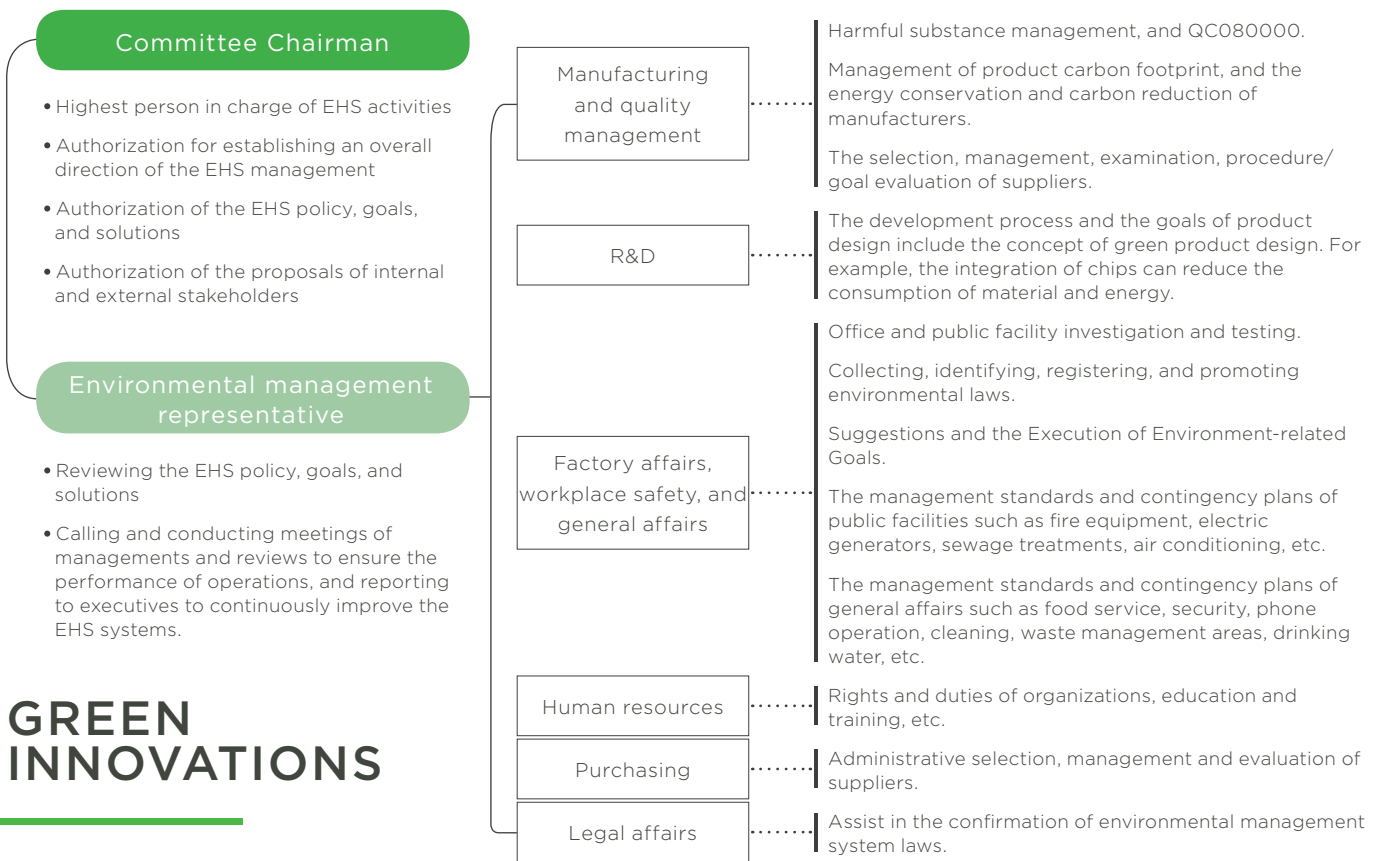 Committee Chairman
• Highest person in charge of EHS activities
• Authorization for establishing an overall
direction of the EHS management
• Authorization of the EHS policy, goals,
and solutions
• Authorization of the proposals of internal
and external stakeholders
Environmental management
representative
• Reviewing the EHS policy, goals, and
solutions
• Calling and conducting meetings of
managements and reviews to ensure the
performance of operations, and reporting
to executives to continuously improve the
EHS systems.
Manufacturing
and quality
management
Harmful substance management, and QC080000.
Management of product carbon footprint, and the
energy conservation and carbon reduction of
manufacturers.
The selection, management, examination, procedure/
goal evaluation of suppliers.
R&D
The development process and the goals of product
design include the concept of green product design. For
example, the integration of chips can reduce the
consumption of material and energy.
Factory affairs,
workplace safety, and
general affairs
Office and public facility investigation and testing.
Collecting, identifying, registering, and promoting
environmental laws.
Suggestions and the Execution of Environment-related
Goals.
The management standards and contingency plans of
public facilities such as fire equipment, electric
generators, sewage treatments, air conditioning, etc.
The management standards and contingency plans of
general affairs such as food service, security, phone
operation, cleaning, waste management areas, drinking
water, etc.
Human resources
Rights and duties of organizations, education and
training, etc.
Purchasing
Administrative selection, management and evaluation of
suppliers.
Legal affairs
Assist in the confirmation of environmental management
system laws.
GREEN
INNOVATIONS